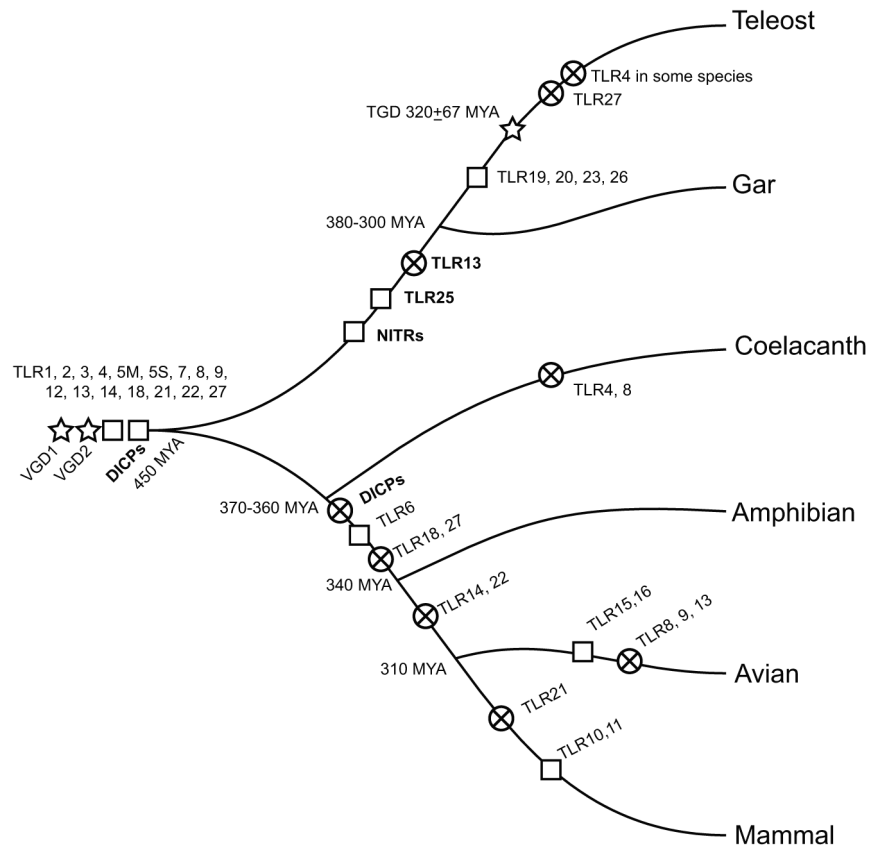 Teleost
TLR4 in some species
TLR27
TGD 320±67 MYA
TLR19, 20, 23, 26
Gar
380-300 MYA
TLR13
TLR25
NITRs
Coelacanth
TLR1, 2, 3, 4, 5M, 5S, 7, 8, 9,
12, 13, 14, 18, 21, 22, 27
TLR4, 8
VGD1
VGD2
DICPs
450 MYA
DICPs
370-360 MYA
TLR6
Amphibian
TLR18, 27
340 MYA
TLR14, 22
TLR15,16
TLR8, 9, 13
310 MYA
Avian
TLR21
TLR10,11
Mammal